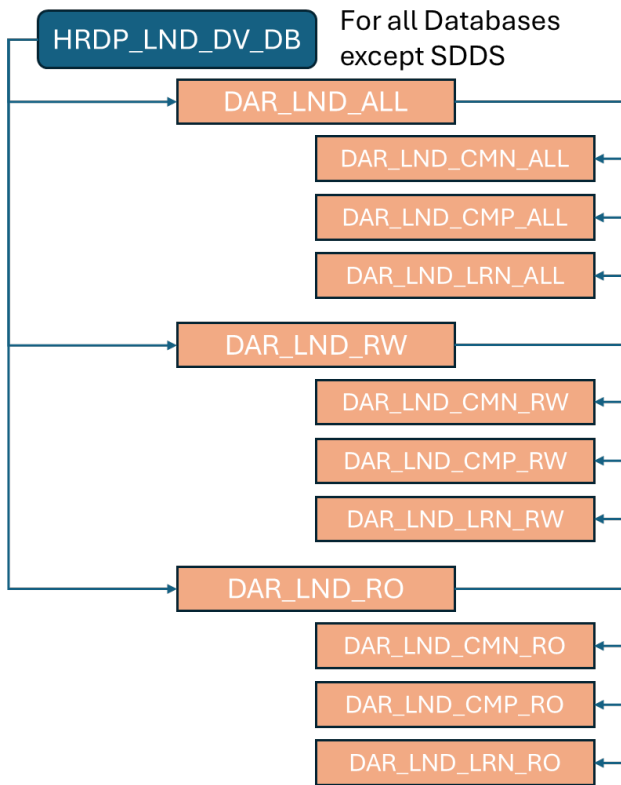 HRDP_LND_DV_DB
For all Databases
except SDDS
DAR_LND_ALL
DAR_LND_CMN_ALL
DAR_LND_CMP_ALL
DAR_LND_LRN_ALL
DAR_LND_RW
DAR_LND_CMN_RW
DAR_LND_CMP_RW
DAR_LND_LRN_RW
DAR_LND_RO
DAR_LND_CMN_RO
DAR_LND_CMP_RO
DAR_LND_LRN_RO